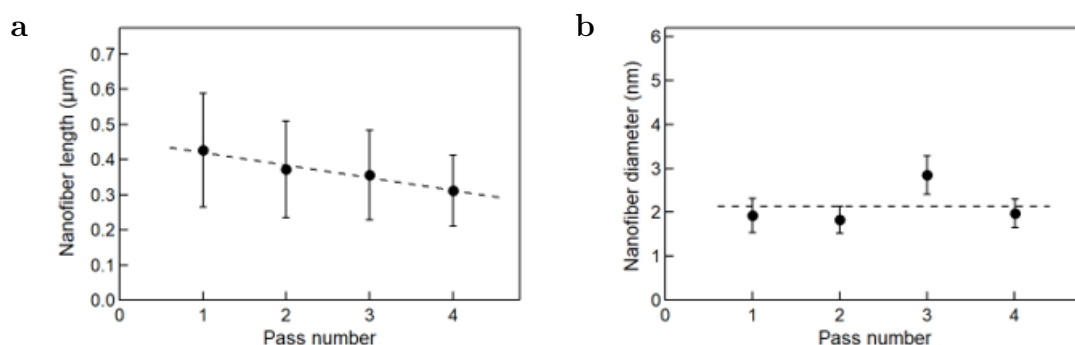 a
Nanofiber length (μm)
0.7
0.6
0.5
0.4
0.3
0.2
0.1
0.0
0 1 2 3 4
Pass number
b
Nanofiber diameter (nm)
6
5
4
3
2
1
0
0 1 2 3 4
Pass number